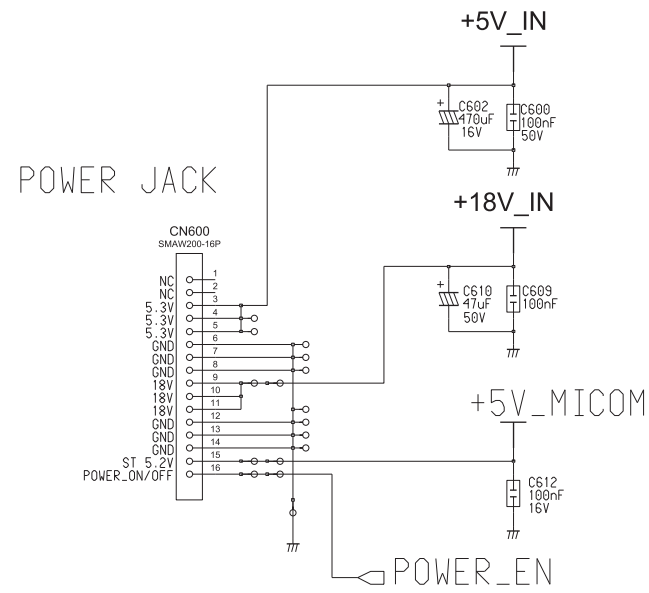 +5V_IN
+
C602
470uF
16V
C600
100nF
50V
POWER JACK
+18V_IN
CN600
SMAW200-16P
+
C610
47uF
50V
C609
100nF
NC 1
NC 2
5.3V 3
5.3V 4
5.3V 5
GND 6
GND 7
GND 8
18V 9
18V 10
18V 11
GND 12
GND 13
GND 14
ST 5.2V 15
POWER_ON/OFF 16
+5V_MICOM
C612
100nF
16V
POWER_EN